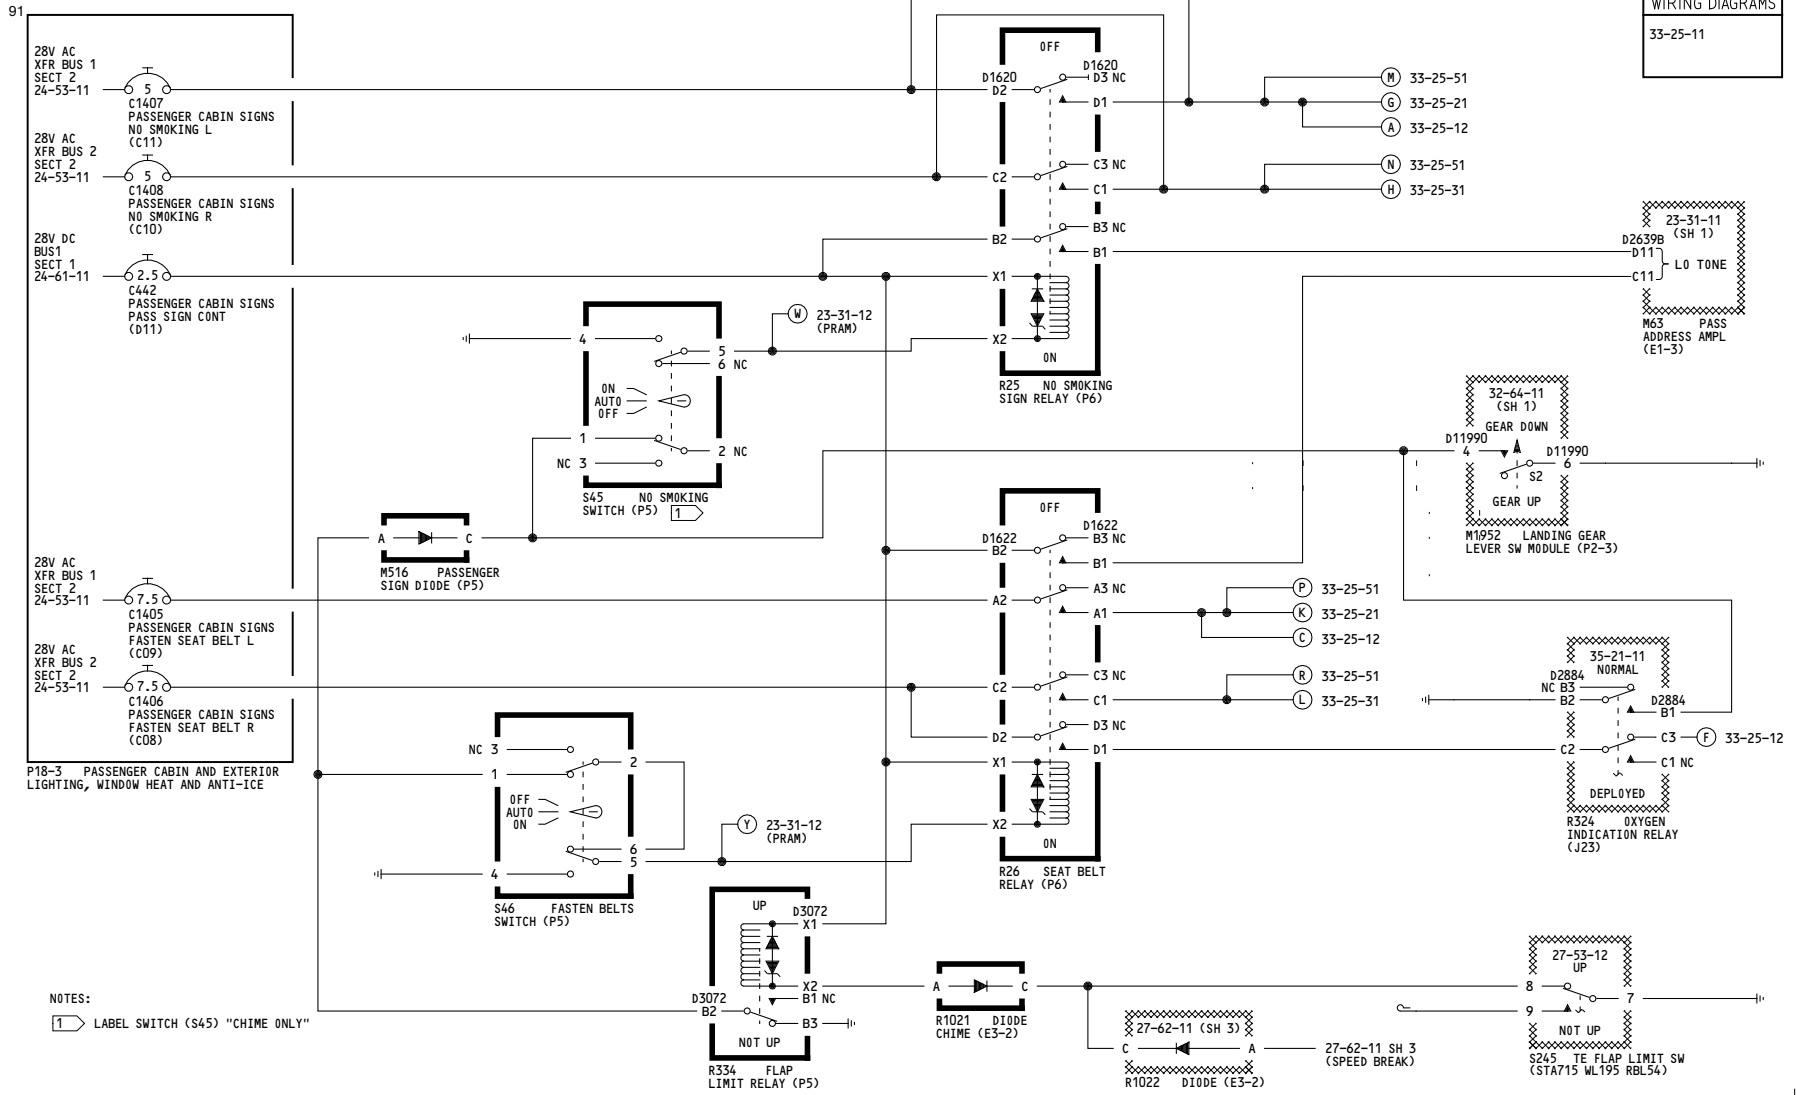 91
WIRING DIAGRAMS
33-25-11
28V AC
XFR BUS 1
SECT 2
24-53-11
5
C1407
PASSENGER CABIN SIGNS
NO SMOKING L
(C11)
28V AC
XFR BUS 2
SECT 2
24-53-11
5
C1408
PASSENGER CABIN SIGNS
NO SMOKING R
(C10)
28V DC
BUS1
SECT 1
24-61-11
2.5
C442
PASSENGER CABIN SIGNS
PASS SIGN CONT
(D11)
28V AC
XFR BUS 1
SECT 2
24-53-11
7.5
C1405
PASSENGER CABIN SIGNS
FASTEN SEAT BELT L
(C09)
28V AC
XFR BUS 2
SECT 2
24-53-11
7.5
C1406
PASSENGER CABIN SIGNS
FASTEN SEAT BELT R
(C08)
P18-3 PASSENGER CABIN AND EXTERIOR
LIGHTING, WINDOW HEAT AND ANTI-ICE
OFF
D1620
D2
D1620
D3 NC
D1
C2
C3 NC
C1
B2
B3 NC
B1
X1
X2
ON
R25 NO SMOKING
SIGN RELAY (P6)
M 33-25-51
G 33-25-21
A 33-25-12
N 33-25-51
H 33-25-31
23-31-11
(SH 1)
D2639B
D11
C11
LO TONE
M63 PASS
ADDRESS AMPL
(E1-3)
4
5
6 NC
ON
AUTO
OFF
1
2 NC
NC 3
S45 NO SMOKING
SWITCH (P5) 1
W 23-31-12
(PRAM)
A
C
M516 PASSENGER
SIGN DIODE (P5)
32-64-11
(SH 1)
GEAR DOWN
D11990
4
D11990
6
S2
GEAR UP
M1952 LANDING GEAR
LEVER SW MODULE (P2-3)
OFF
D1622
B2
D1622
B3 NC
B1
A2
A3 NC
A1
C2
C3 NC
C1
D2
D3 NC
D1
X1
X2
ON
R26 SEAT BELT
RELAY (P6)
P 33-25-51
K 33-25-21
C 33-25-12
R 33-25-51
L 33-25-31
35-21-11
NORMAL
D2884
NC B3
B2
D2884
B1
C2
C3
F 33-25-12
C1 NC
DEPLOYED
R324 OXYGEN
INDICATION RELAY
(J23)
NC 3
2
1
OFF
AUTO
ON
6
5
4
S46 FASTEN BELTS
SWITCH (P5)
Y 23-31-12
(PRAM)
UP
D3072
X1
X2
B1 NC
D3072
B2
B3
NOT UP
R334 FLAP
LIMIT RELAY (P5)
A
C
R1021 DIODE
CHIME (E3-2)
27-62-11 (SH 3)
C
A
R1022 DIODE (E3-2)
27-62-11 SH 3
(SPEED BREAK)
27-53-12
UP
8
7
9
NOT UP
S245 TE FLAP LIMIT SW
(STA715 WL195 RBL54)
NOTES:
1 LABEL SWITCH (S45) "CHIME ONLY"